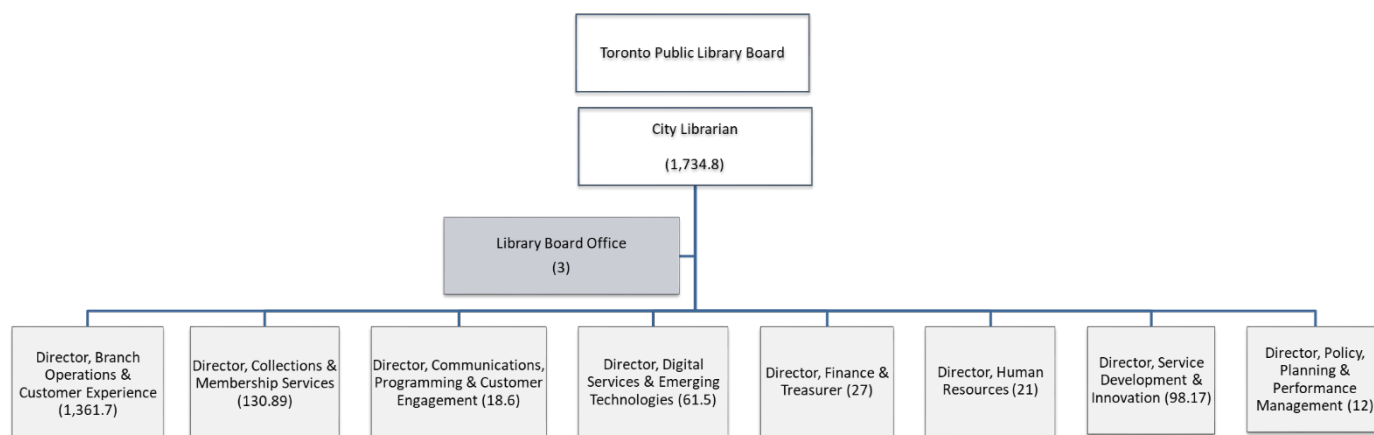 Toronto Public Library Board
City Librarian
(1,734.8)
Library Board Office
(3)
Director, Branch
Operations &
Customer Experience
(1,361.7)
Director, Collections &
Membership Services
(130.89)
Director, Communications,
Programming & Customer
Engagement (18.6)
Director, Digital
Services & Emerging
Technologies (61.5)
Director, Finance &
Treasurer (27)
Director, Human
Resources (21)
Director, Service
Development &
Innovation (98.17)
Director, Policy,
Planning &
Performance
Management (12)